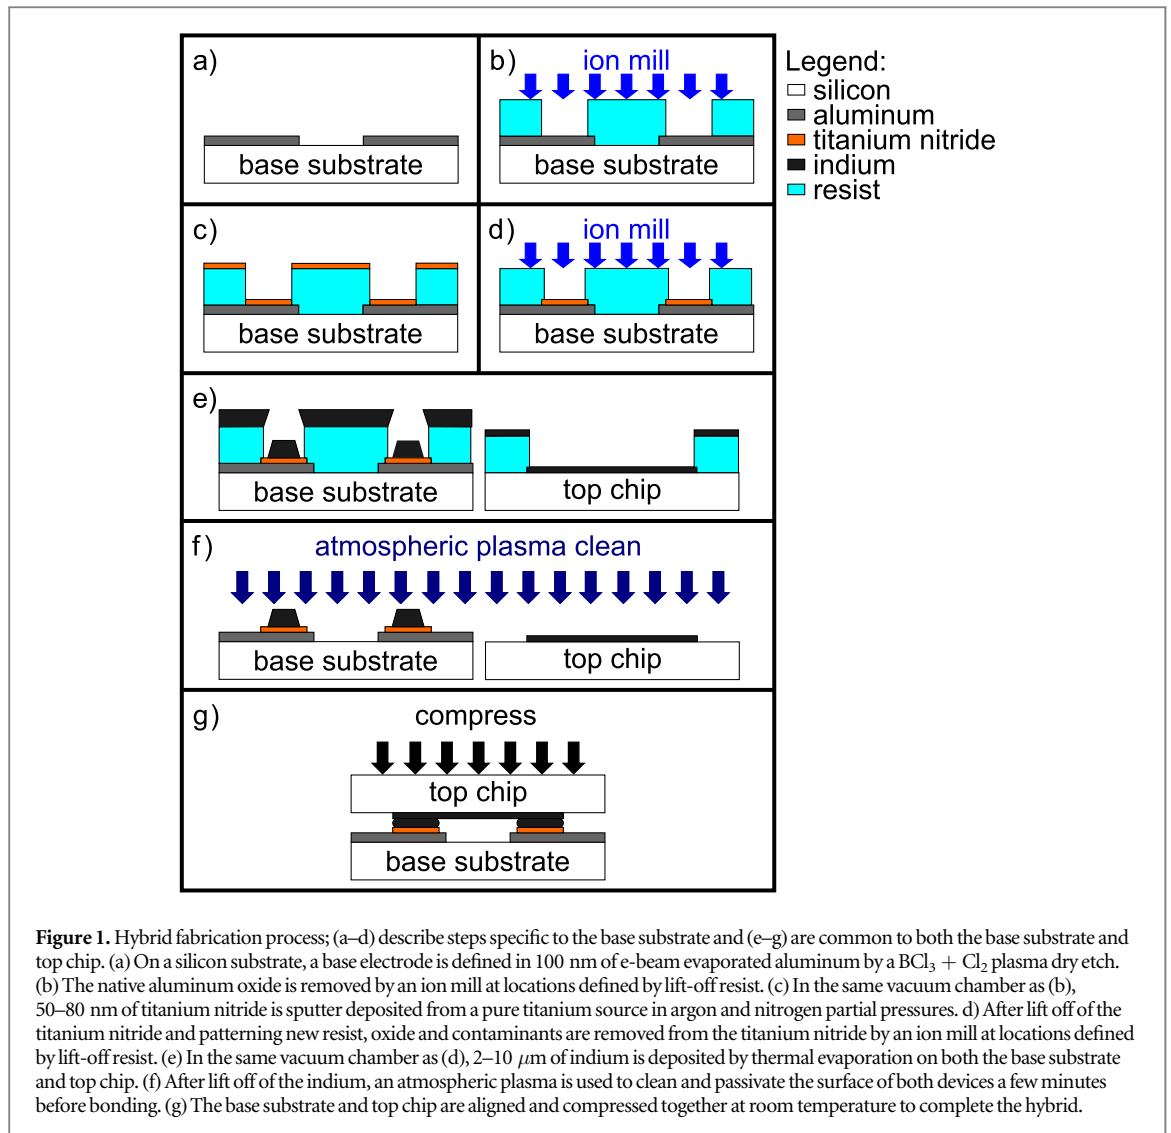 a)
base substrate
b)
ion mill
base substrate
Legend:
silicon
aluminum
titanium nitride
indium
resist
c)
base substrate
d)
ion mill
base substrate
e)
base substrate
top chip
f)
atmospheric plasma clean
base substrate
top chip
g)
compress
top chip
base substrate
Figure 1. Hybrid fabrication process; (a–d) describe steps specific to the base substrate and (e–g) are common to both the base substrate and
top chip. (a) On a silicon substrate, a base electrode is defined in 100 nm of e-beam evaporated aluminum by a BCl₃ + Cl₂ plasma dry etch.
(b) The native aluminum oxide is removed by an ion mill at locations defined by lift-off resist. (c) In the same vacuum chamber as (b),
50–80 nm of titanium nitride is sputter deposited from a pure titanium source in argon and nitrogen partial pressures. d) After lift off of the
titanium nitride and patterning new resist, oxide and contaminants are removed from the titanium nitride by an ion mill at locations defined
by lift-off resist. (e) In the same vacuum chamber as (d), 2–10 μm of indium is deposited by thermal evaporation on both the base substrate
and top chip. (f) After lift off of the indium, an atmospheric plasma is used to clean and passivate the surface of both devices a few minutes
before bonding. (g) The base substrate and top chip are aligned and compressed together at room temperature to complete the hybrid.